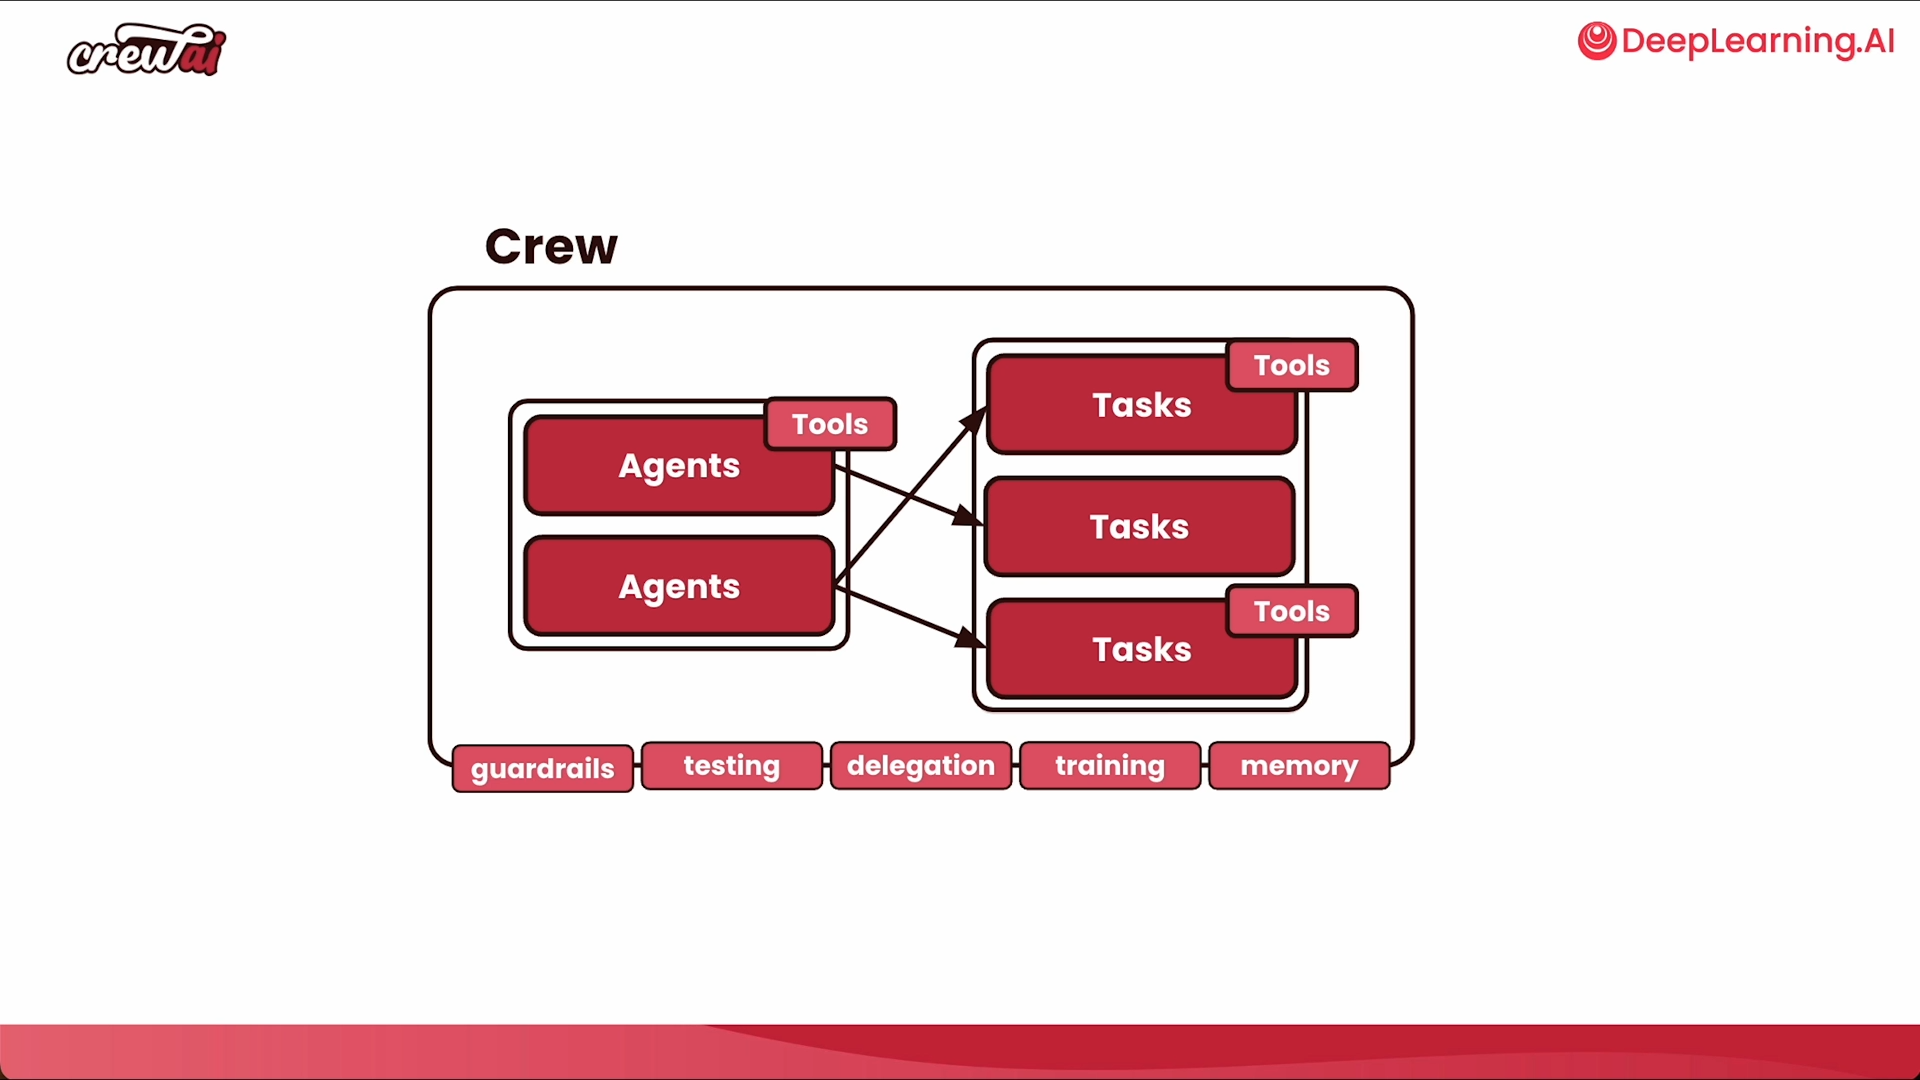 crewai
DeepLearning.AI
Crew
Tools
Agents
Agents
Tools
Tasks
Tasks
Tools
Tasks
guardrails
testing
delegation
training
memory